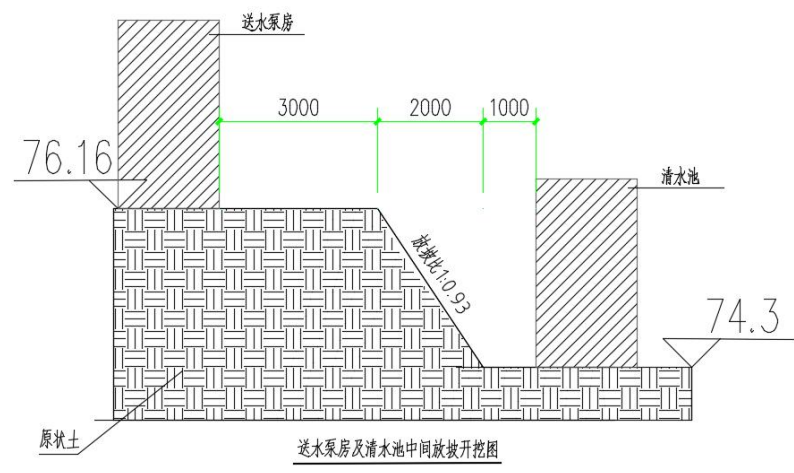 送水泵房
3000
2000
1000
76.16
清水池
放坡比1:0.93
74.3
原状土
送水泵房及清水池中间放坡开挖图